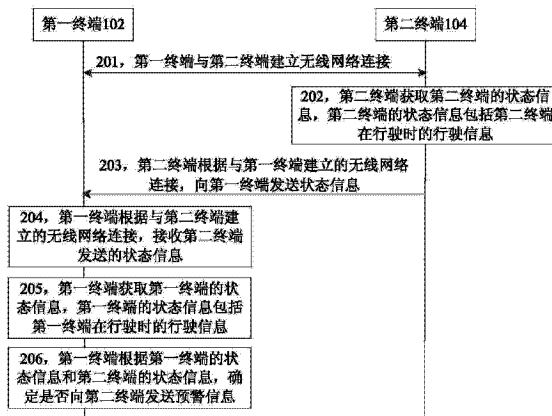 第一终端102
第二终端104
201，第一终端与第二终端建立无线网络连接
202，第二终端获取第二终端的状态信
息，第二终端的状态信息包括第二终端
在行驶时的行驶信息
203，第二终端根据与第一终端建立的无线网络
连接，向第一终端发送状态信息
204，第一终端根据与第二终端建
立的无线网络连接，接收第二终端
发送的状态信息
205，第一终端获取第一终端的状
态信息，第一终端的状态信息包括
第一终端在行驶时的行驶信息
206，第一终端根据第一终端的状
态信息和第二终端的状态信息，确
定是否向第二终端发送预警信息